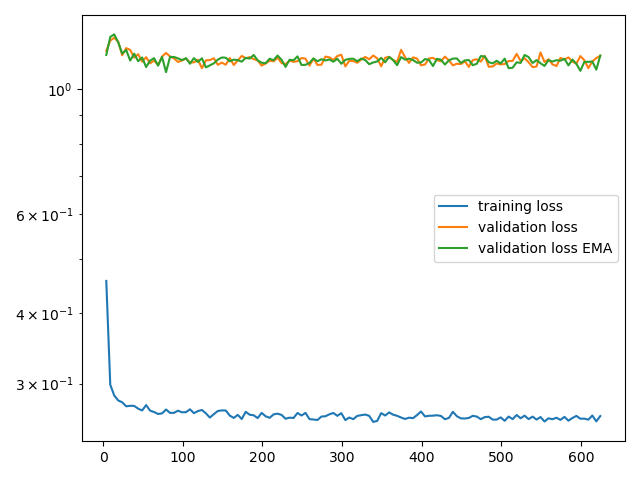 10⁰
6 × 10⁻¹
4 × 10⁻¹
3 × 10⁻¹
training loss
validation loss
validation loss EMA
0 100 200 300 400 500 600